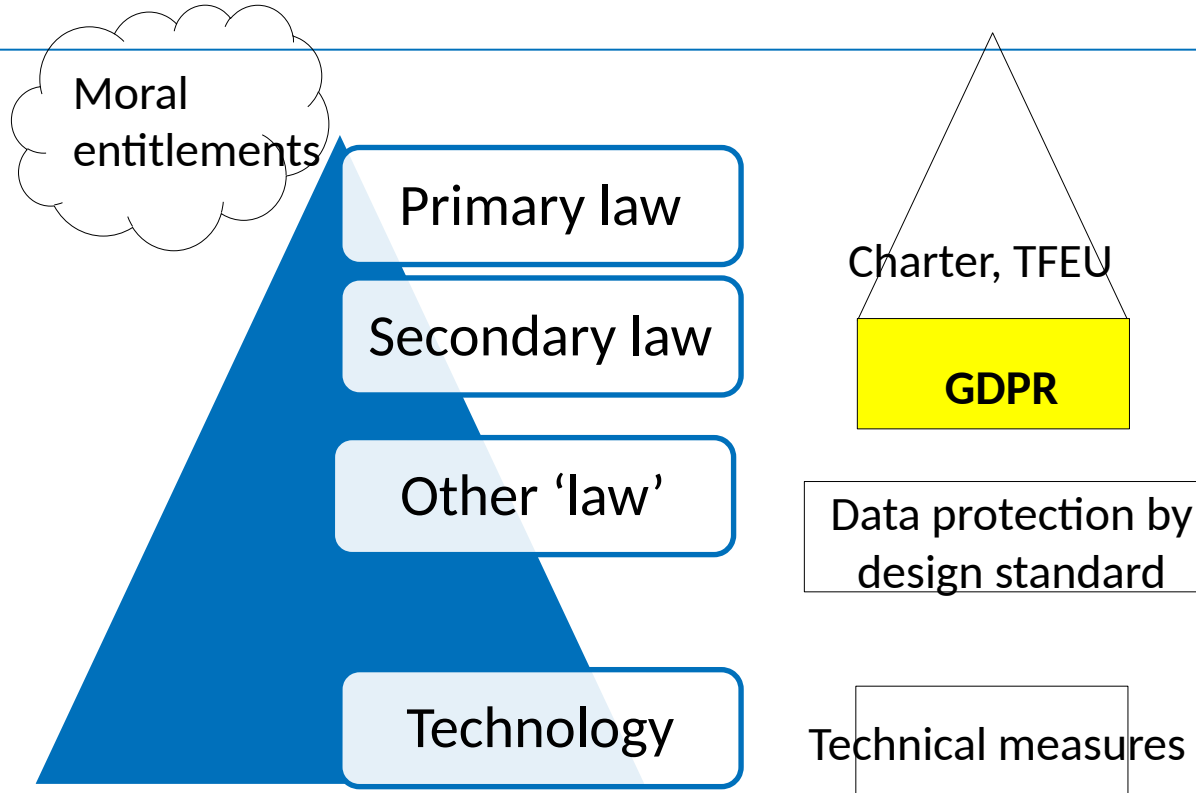 Moral
entitlements
Primary law
Charter, TFEU
Secondary law
GDPR
Other ‘law’
Data protection by
design standard
Technology
Technical measures